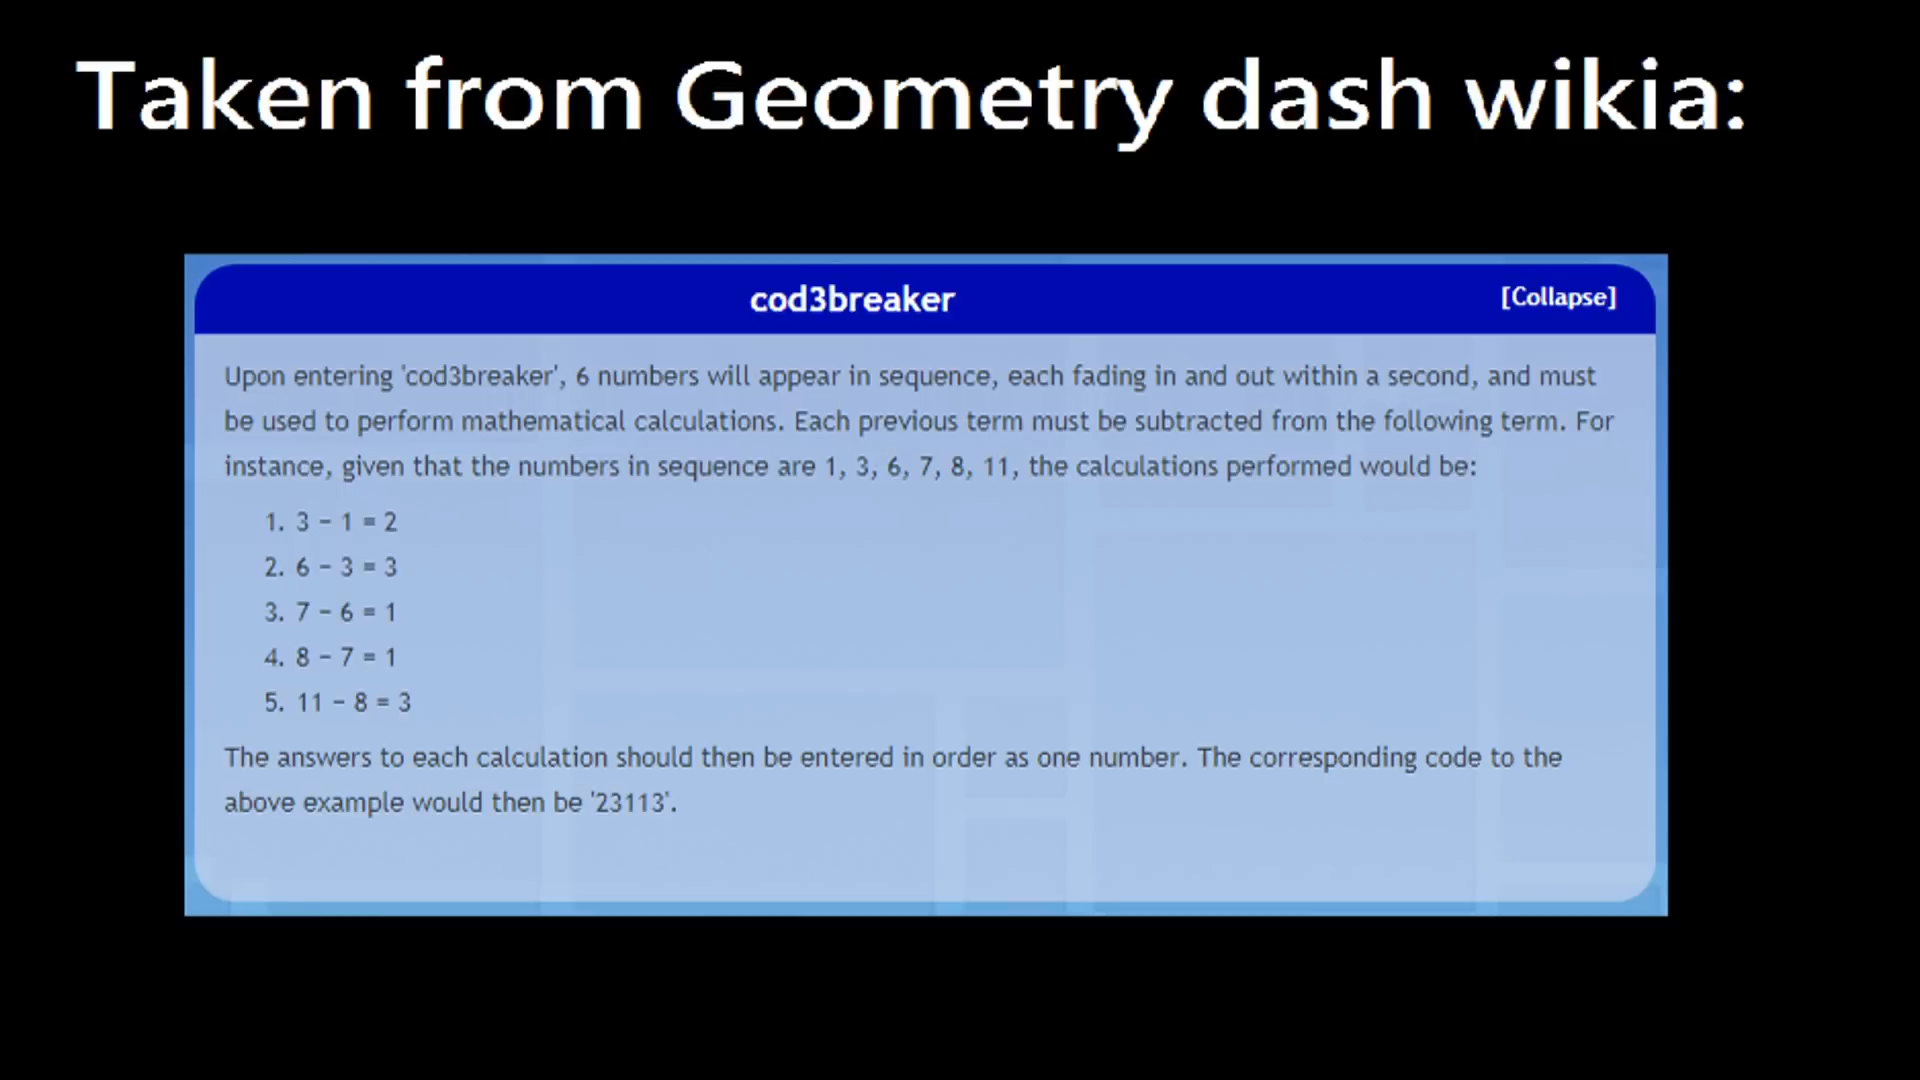 Taken from Geometry dash wikia:
cod3breaker
[Collapse]
Upon entering 'cod3breaker', 6 numbers will appear in sequence, each fading in and out within a second, and must
be used to perform mathematical calculations. Each previous term must be subtracted from the following term. For
instance, given that the numbers in sequence are 1, 3, 6, 7, 8, 11, the calculations performed would be:
1. 3 − 1 = 2
2. 6 − 3 = 3
3. 7 − 6 = 1
4. 8 − 7 = 1
5. 11 − 8 = 3
The answers to each calculation should then be entered in order as one number. The corresponding code to the
above example would then be '23113'.